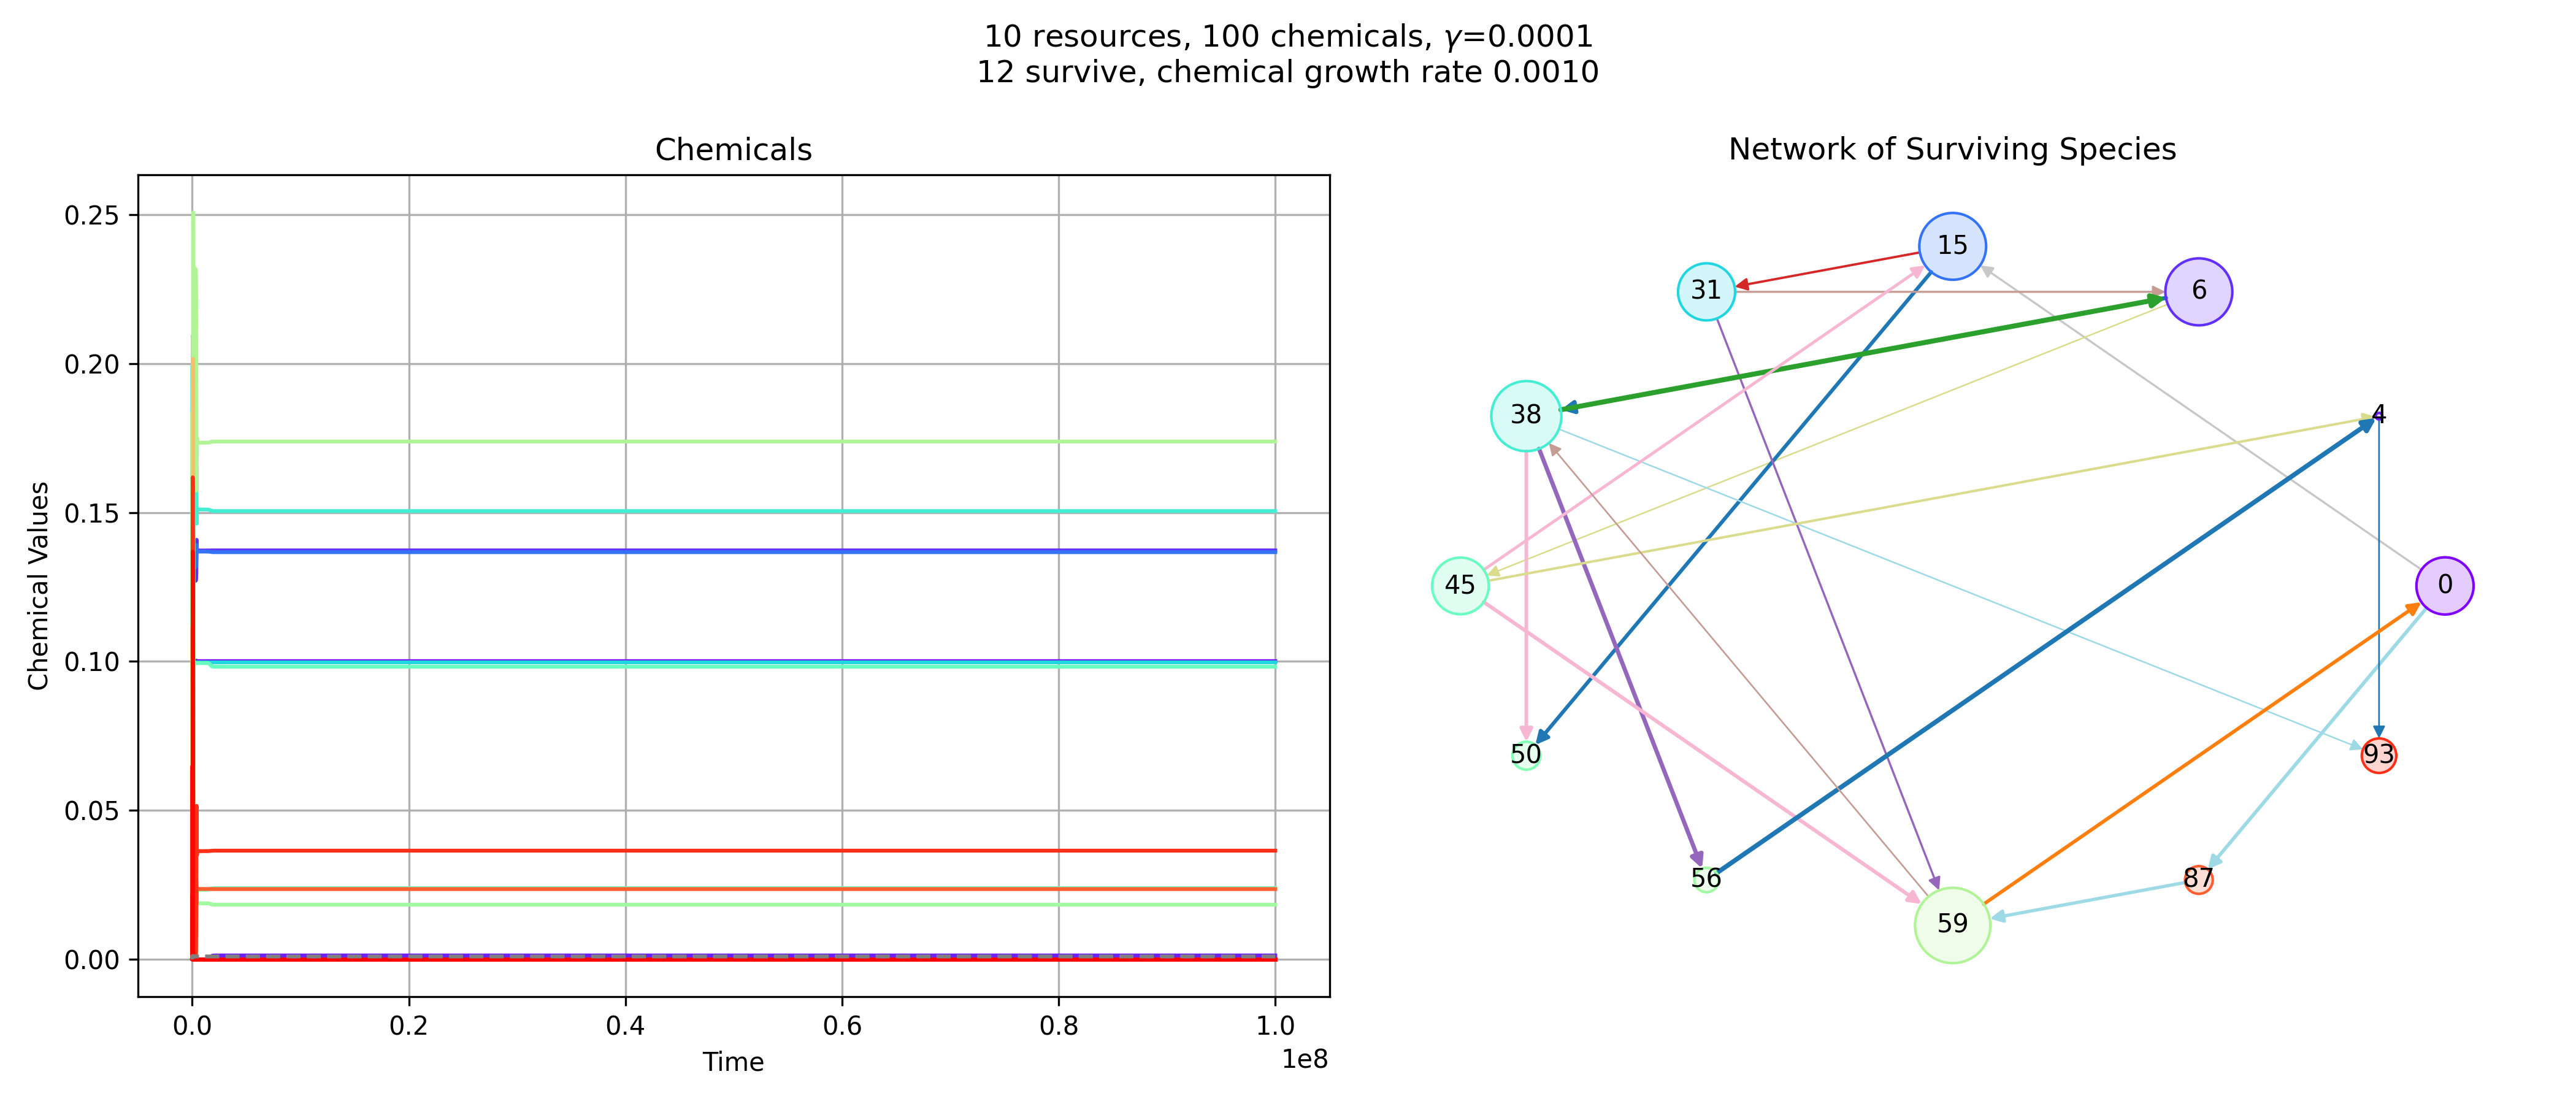 10 resources, 100 chemicals, γ=0.0001
12 survive, chemical growth rate 0.0010
Chemicals
Network of Surviving Species
Chemical Values
0.25
0.20
0.15
0.10
0.05
0.00
0.0 0.2 0.4 0.6 0.8 1.0
1e8
Time
15
31
6
38
4
45
0
50
93
56
87
59